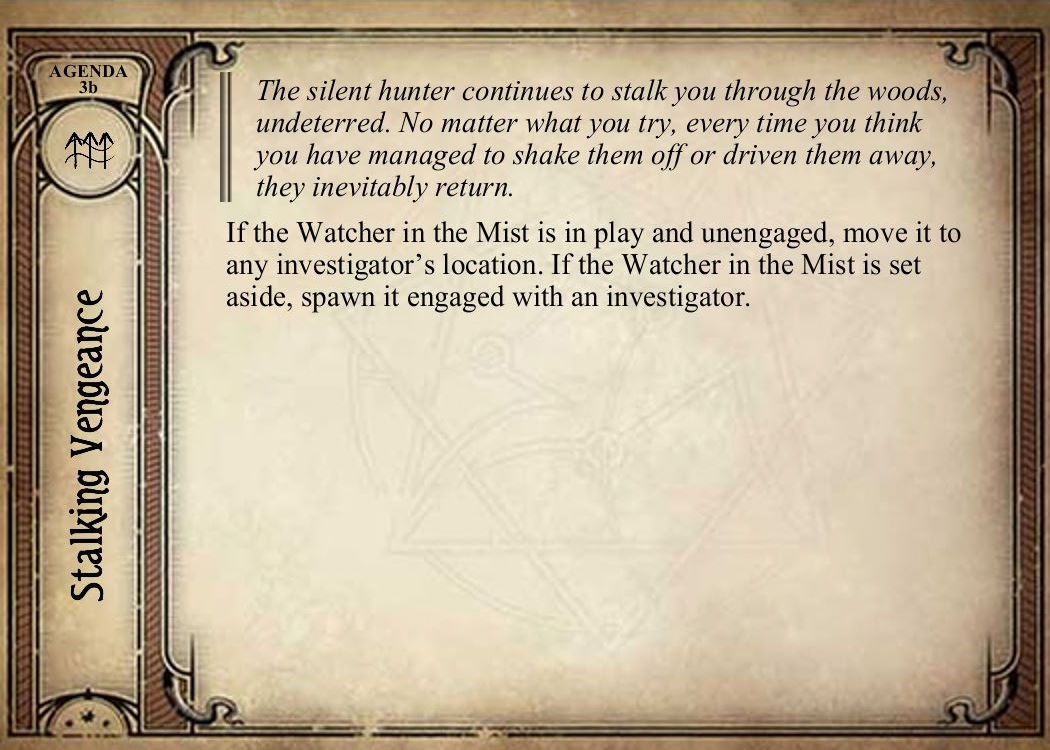 AGENDA
3b
Stalking Vengeance
The silent hunter continues to stalk you through the woods,
undeterred. No matter what you try, every time you think
you have managed to shake them off or driven them away,
they inevitably return.
If the Watcher in the Mist is in play and unengaged, move it to
any investigator’s location. If the Watcher in the Mist is set
aside, spawn it engaged with an investigator.